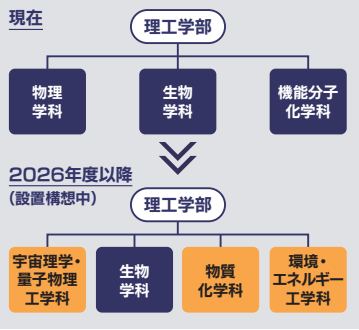 現在
理工学部
物理
学科
生物
学科
機能分子
化学科
2026年度以降
(設置構想中)
理工学部
宇宙理学・
量子物理
工学科
生物
学科
物質
化学科
環境・
エネルギー
工学科